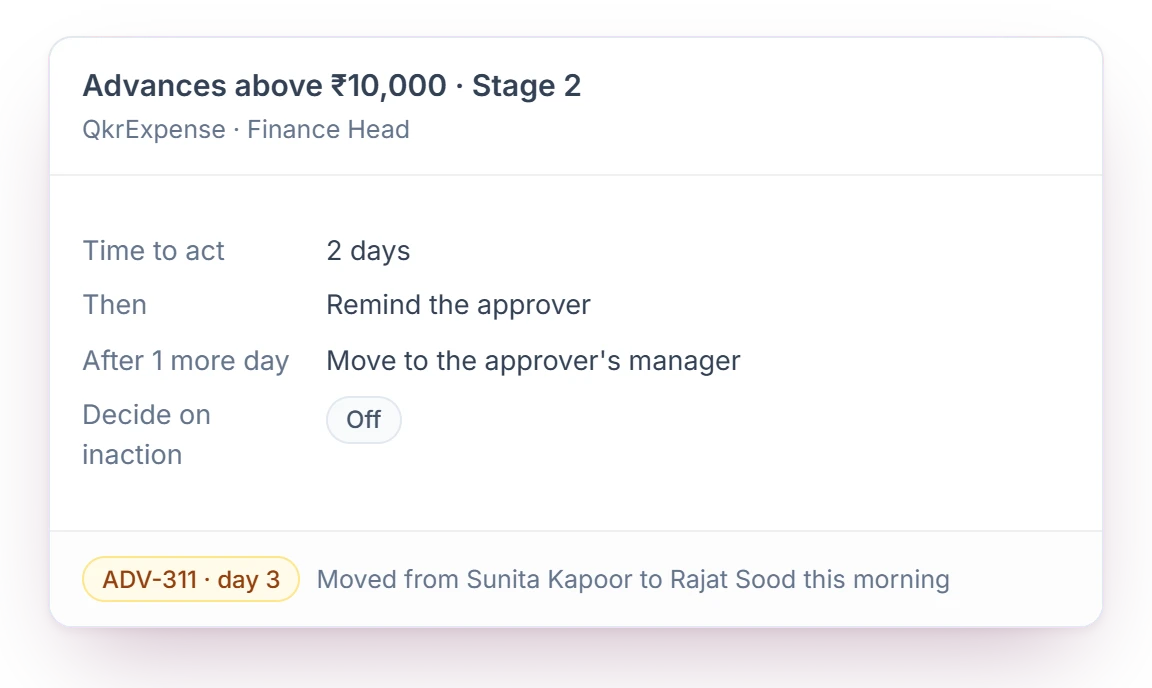 Advances above ₹10,000 · Stage 2
QkrExpense · Finance Head
Time to act 2 days
Then Remind the approver
After 1 more day Move to the approver's manager
Decide on Off
inaction
ADV-311 · day 3 Moved from Sunita Kapoor to Rajat Sood this morning